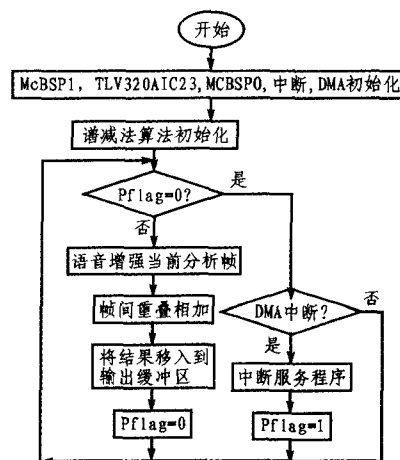 开始
McBSP1, TLV320AIC23, MCBSP0, 中断, DMA初始化
谱减法算法初始化
Pflag=0?
是
否
语音增强当前分析帧
帧间重叠相加
DMA中断?
否
是
将结果移入到
输出缓冲区
中断服务程序
Pflag=0
Pflag=1